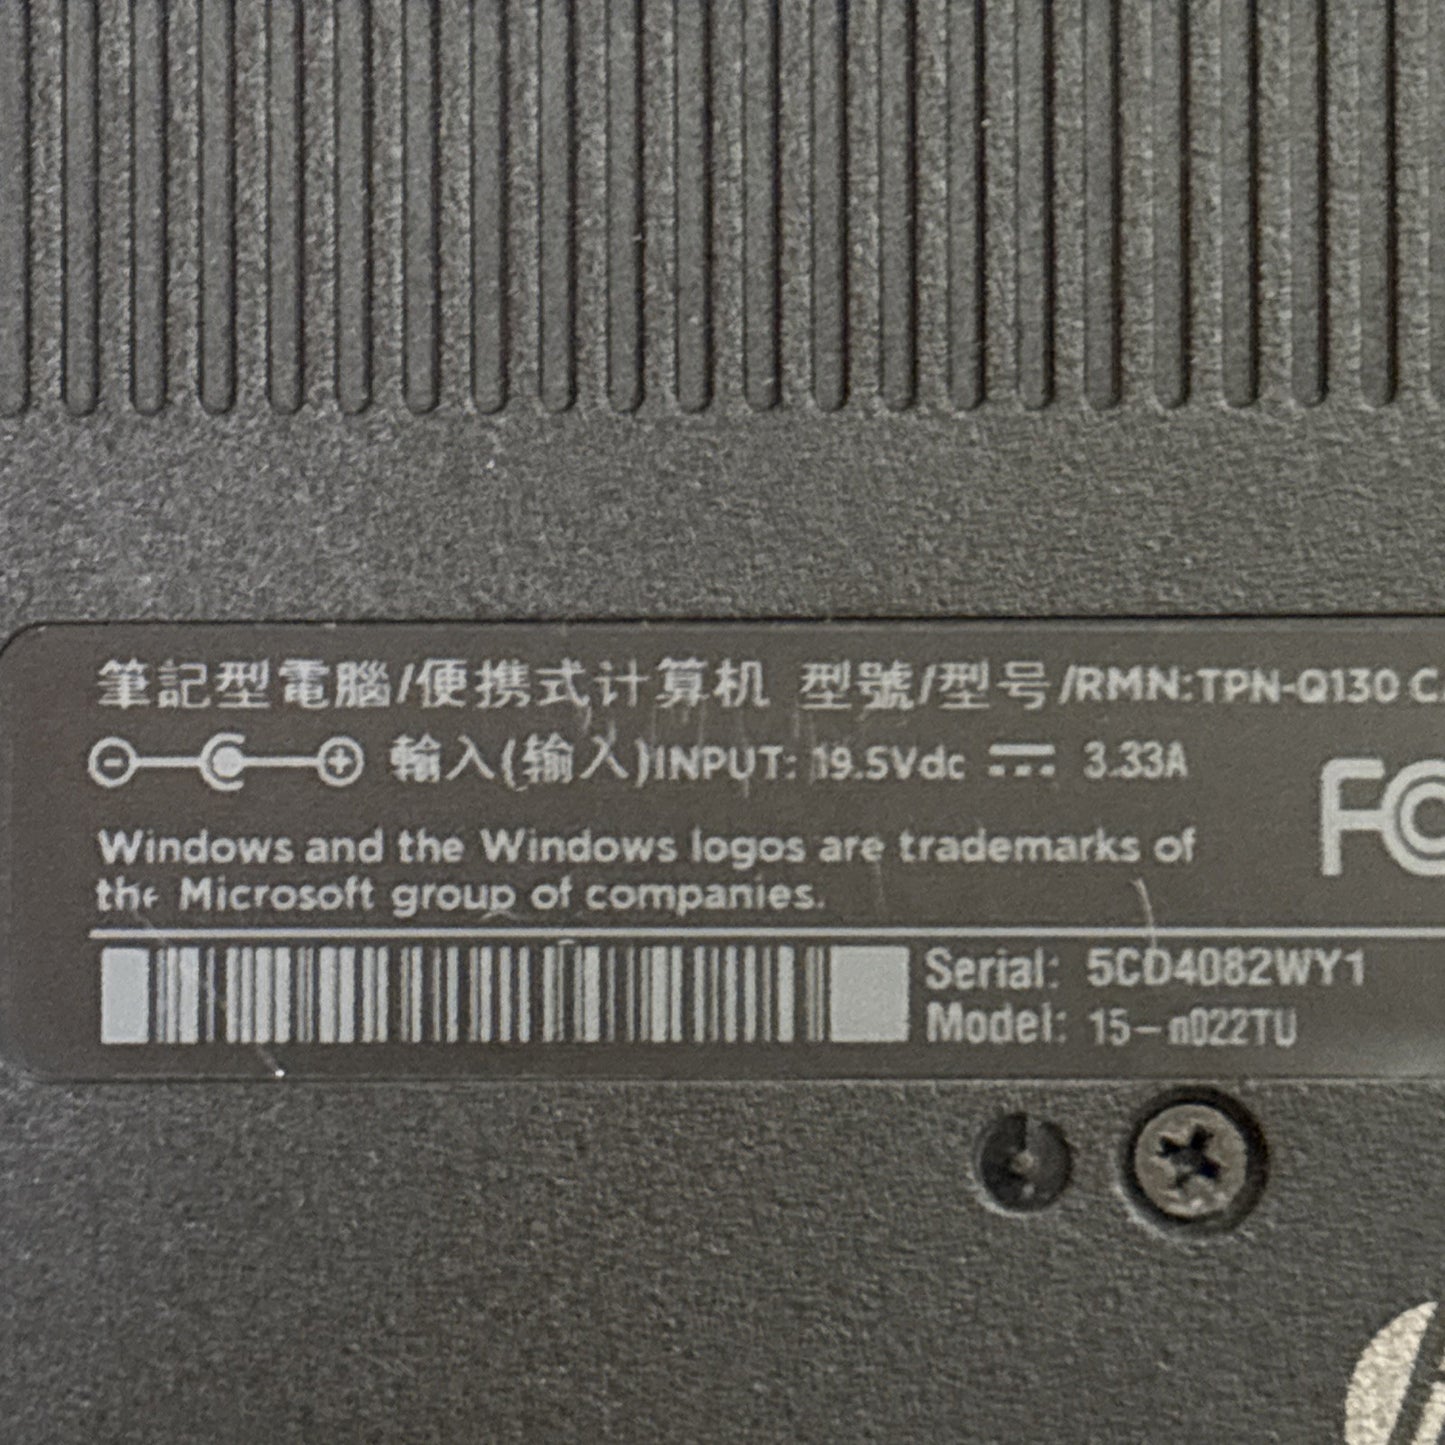 筆記型電腦/便携式计算机 型號/型号/RMN:TPN-Q130 C
輸入(输入)INPUT: 19.5Vdc 3.33A
FC
Windows and the Windows logos are trademarks of
the Microsoft group of companies.
Serial: 5CD4082WY1
Model: 15-n022TU